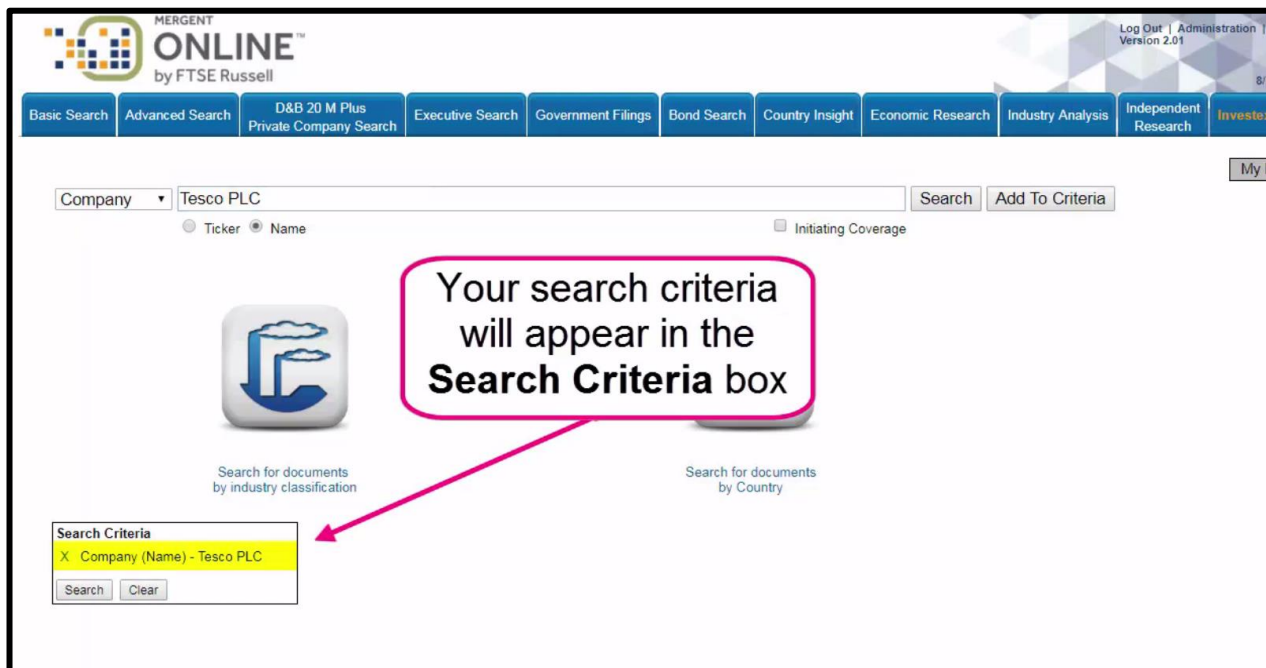 MERGENT
ONLINE™
by FTSE Russell
Log Out | Administration |
Version 2.01
8/
Basic Search Advanced Search D&B 20 M Plus Executive Search Government Filings Bond Search Country Insight Economic Research Industry Analysis Independent
Private Company Search Research
My
Company Tesco PLC Search Add To Criteria
Ticker Name Initiating Coverage
Your search criteria
will appear in the
Search Criteria box
Search for documents
by industry classification
Search for documents
by Country
Search Criteria
X Company (Name) - Tesco PLC
Search Clear